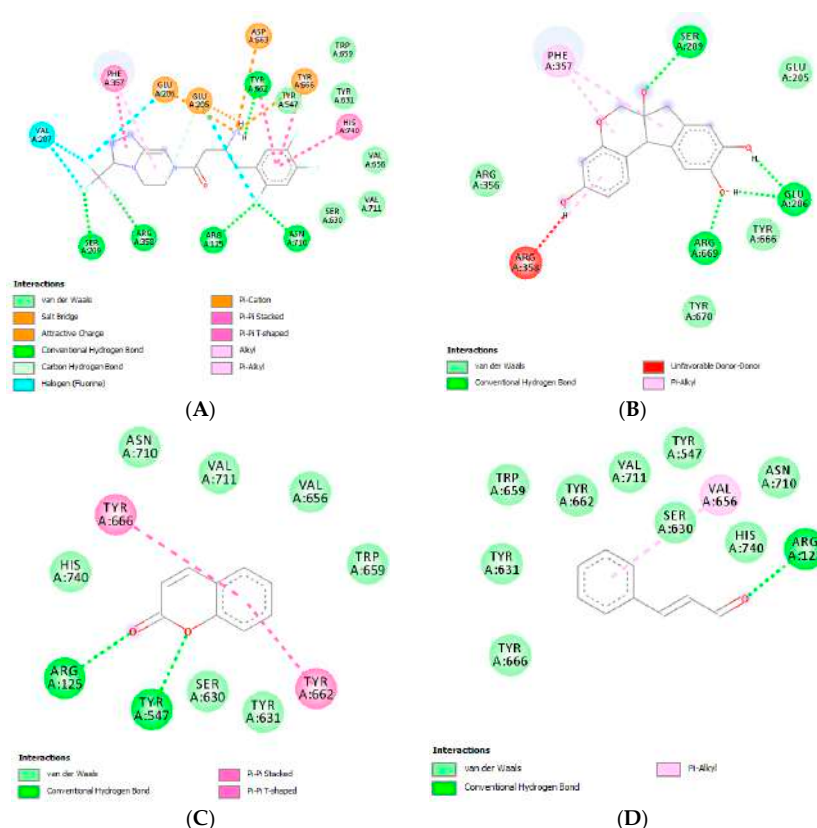 ASP
A:663
TRP
A:659
PHE
A:357
GLU
A:206
GLU
A:205
TYR
A:662
TYR
A:547
TYR
A:666
TYR
A:631
VAL
A:207
HIS
A:740
VAL
A:656
SER
A:630
VAL
A:711
SER
A:209
ARG
A:358
ARG
A:125
ASN
A:710
H
H
O
Interactions
van der Waals
Salt Bridge
Attractive Charge
Conventional Hydrogen Bond
Carbon Hydrogen Bond
Halogen (Fluorine)
Pi-Cation
Pi-Pi Stacked
Pi-Pi T-shaped
Alkyl
Pi-Alkyl
(A)
SER
A:209
PHE
A:357
GLU
A:205
ARG
A:356
GLU
A:206
ARG
A:669
TYR
A:666
ARG
A:358
TYR
A:670
O
O
O
H
O
H
O
H
Interactions
van der Waals
Conventional Hydrogen Bond
Unfavorable Donor-Donor
Pi-Alkyl
(B)
ASN
A:710
VAL
A:711
VAL
A:656
TYR
A:666
TRP
A:659
HIS
A:740
ARG
A:125
TYR
A:547
SER
A:630
TYR
A:631
TYR
A:662
O
O
Interactions
van der Waals
Conventional Hydrogen Bond
Pi-Pi Stacked
Pi-Pi T-shaped
(C)
TYR
A:547
VAL
A:711
TRP
A:659
TYR
A:662
VAL
A:656
ASN
A:710
SER
A:630
HIS
A:740
ARG
A:12
TYR
A:631
TYR
A:666
O
Interactions
van der Waals
Conventional Hydrogen Bond
Pi-Alkyl
(D)